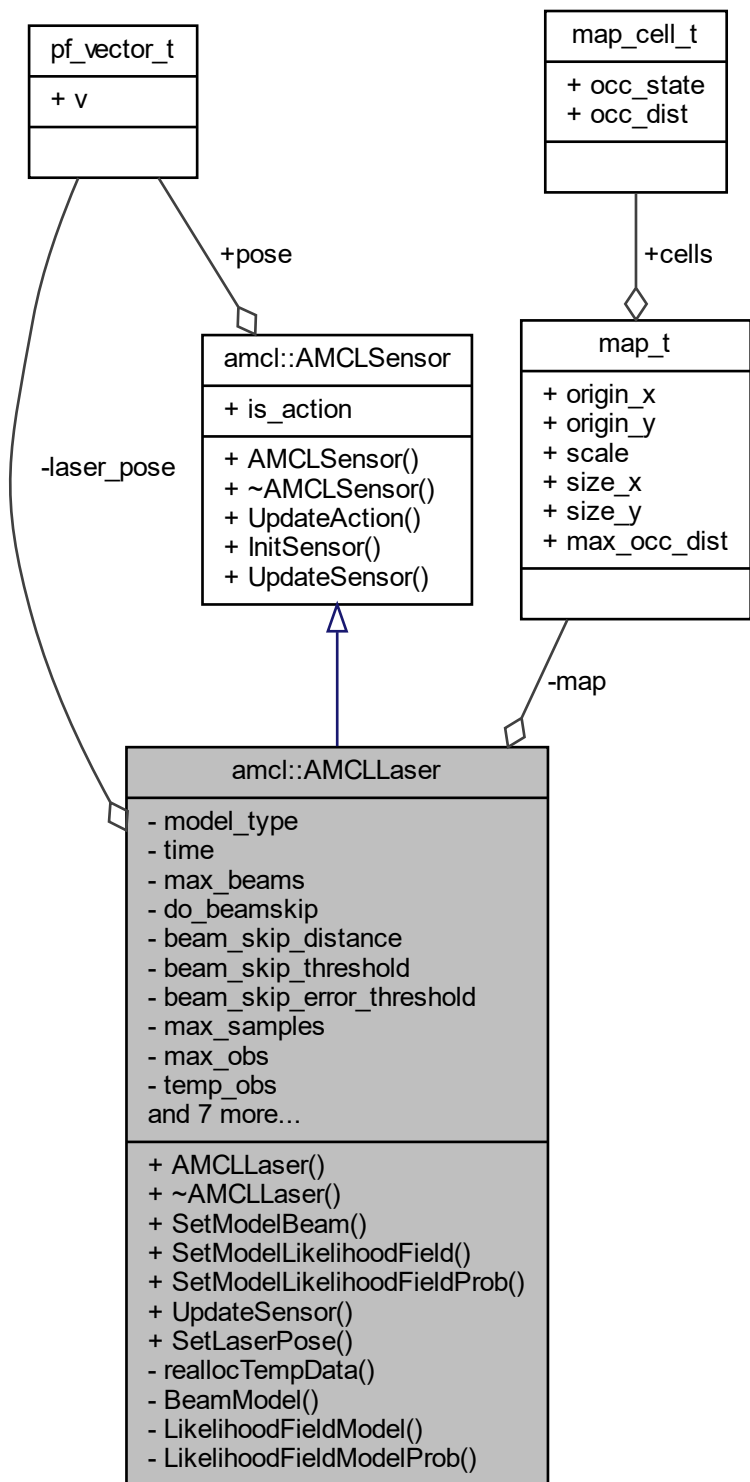 pf_vector_t
+ v
map_cell_t
+ occ_state
+ occ_dist
+pose
+cells
amcl::AMCLSensor
+ is_action
+ AMCLSensor()
+ ~AMCLSensor()
+ UpdateAction()
+ InitSensor()
+ UpdateSensor()
map_t
+ origin_x
+ origin_y
+ scale
+ size_x
+ size_y
+ max_occ_dist
-laser_pose
-map
amcl::AMCLLaser
- model_type
- time
- max_beams
- do_beamskip
- beam_skip_distance
- beam_skip_threshold
- beam_skip_error_threshold
- max_samples
- max_obs
- temp_obs
and 7 more...
+ AMCLLaser()
+ ~AMCLLaser()
+ SetModelBeam()
+ SetModelLikelihoodField()
+ SetModelLikelihoodFieldProb()
+ UpdateSensor()
+ SetLaserPose()
- reallocTempData()
- BeamModel()
- LikelihoodFieldModel()
- LikelihoodFieldModelProb()